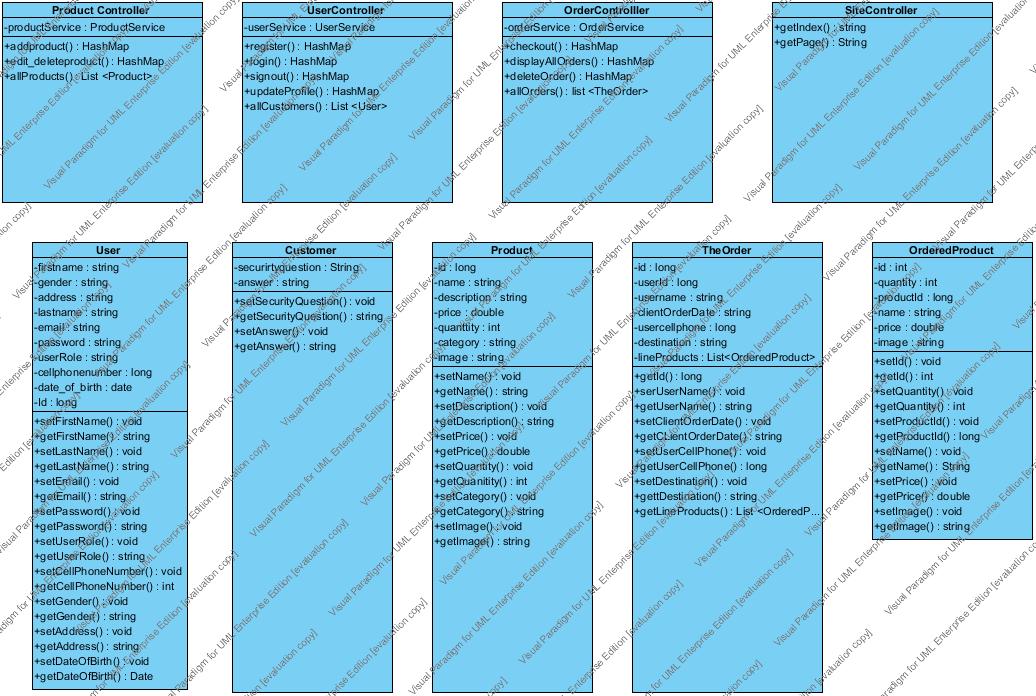 Product Controller
-productService : ProductService
+addproduct() : HashMap
+edit_deleteproduct() : HashMap
+allProducts() : List <Product>
UserController
-userService : UserService
+register() : HashMap
+login() : HashMap
+signout() : HashMap
+updateProfile() : HashMap
+allCustomers() : List <User>
OrderControlller
-orderService : OrderService
+checkout() : HashMap
+displayAllOrders() : HashMap
+deleteOrder() : HashMap
+allOrders() : list <TheOrder>
SiteController
+getIndex() : string
+getPage() : String
User
-firstname : string
-gender : string
-address : string
-lastname : string
-email : string
-password : string
-userRole : string
-cellphonenumber : long
-date_of_birth : date
-Id : long
+setFirstName() : void
+getFirstName() : string
+setLastName() : void
+getLastName() : string
+setEmail() : void
+getEmail() : string
+setPassword() : void
+getPassword() : string
+setUserRole() : void
+getUserRole() : string
+setCellPhoneNumber() : void
+getCellPhoneNumber() : int
+setGender() : void
+getGender() : string
+setAddress() : void
+getAddress() : string
+setDateOfBirth() : void
+getDateOfBirth() : Date
Customer
-securirtyquestion : String
-answer : string
+setSecurityQuestion() : void
+getSecurityQuestion() : string
+setAnswer() : void
+getAnswer() : string
Product
-id : long
-name : string
-description : string
-price : double
-quanttity : int
-category : string
-image : string
+setName() : void
+getName() : string
+setDescription() : void
+getDescription() : string
+setPrice() : void
+getPrice() : double
+setQuantity() : void
+getQuanitity() : int
+setCategory() : void
+getCategory() : string
+setImage() : void
+getImage() : string
TheOrder
-id : long
-userId : long
-username : string
-clientOrderDate : String
-usercellphone : long
-destination : string
-lineProducts : List<OrderedProduct>
+getId() : long
+serUserName() : void
+getUserName() : string
+setClientOrderDate() : void
+getCLientOrderDate() : string
+setUserCellPhone() : void
+getUserCellPhone() : long
+setDestination() : void
+gettDestination() : string
+getLineProducts() : List <OrderedP...
OrderedProduct
-id : int
-quantity : int
-productId : long
-name : string
-price : double
-image : string
+setId() : void
+getId() : int
+setQuantity() : void
+getQuantity() : int
+setProductId() : void
+getProductId() : long
+setName() : void
+getName() : String
+setPrice() : void
+getPrice() : double
+setImage() : void
+getImage() : string
Visual Paradigm for UML Enterprise Edition [evaluation copy]